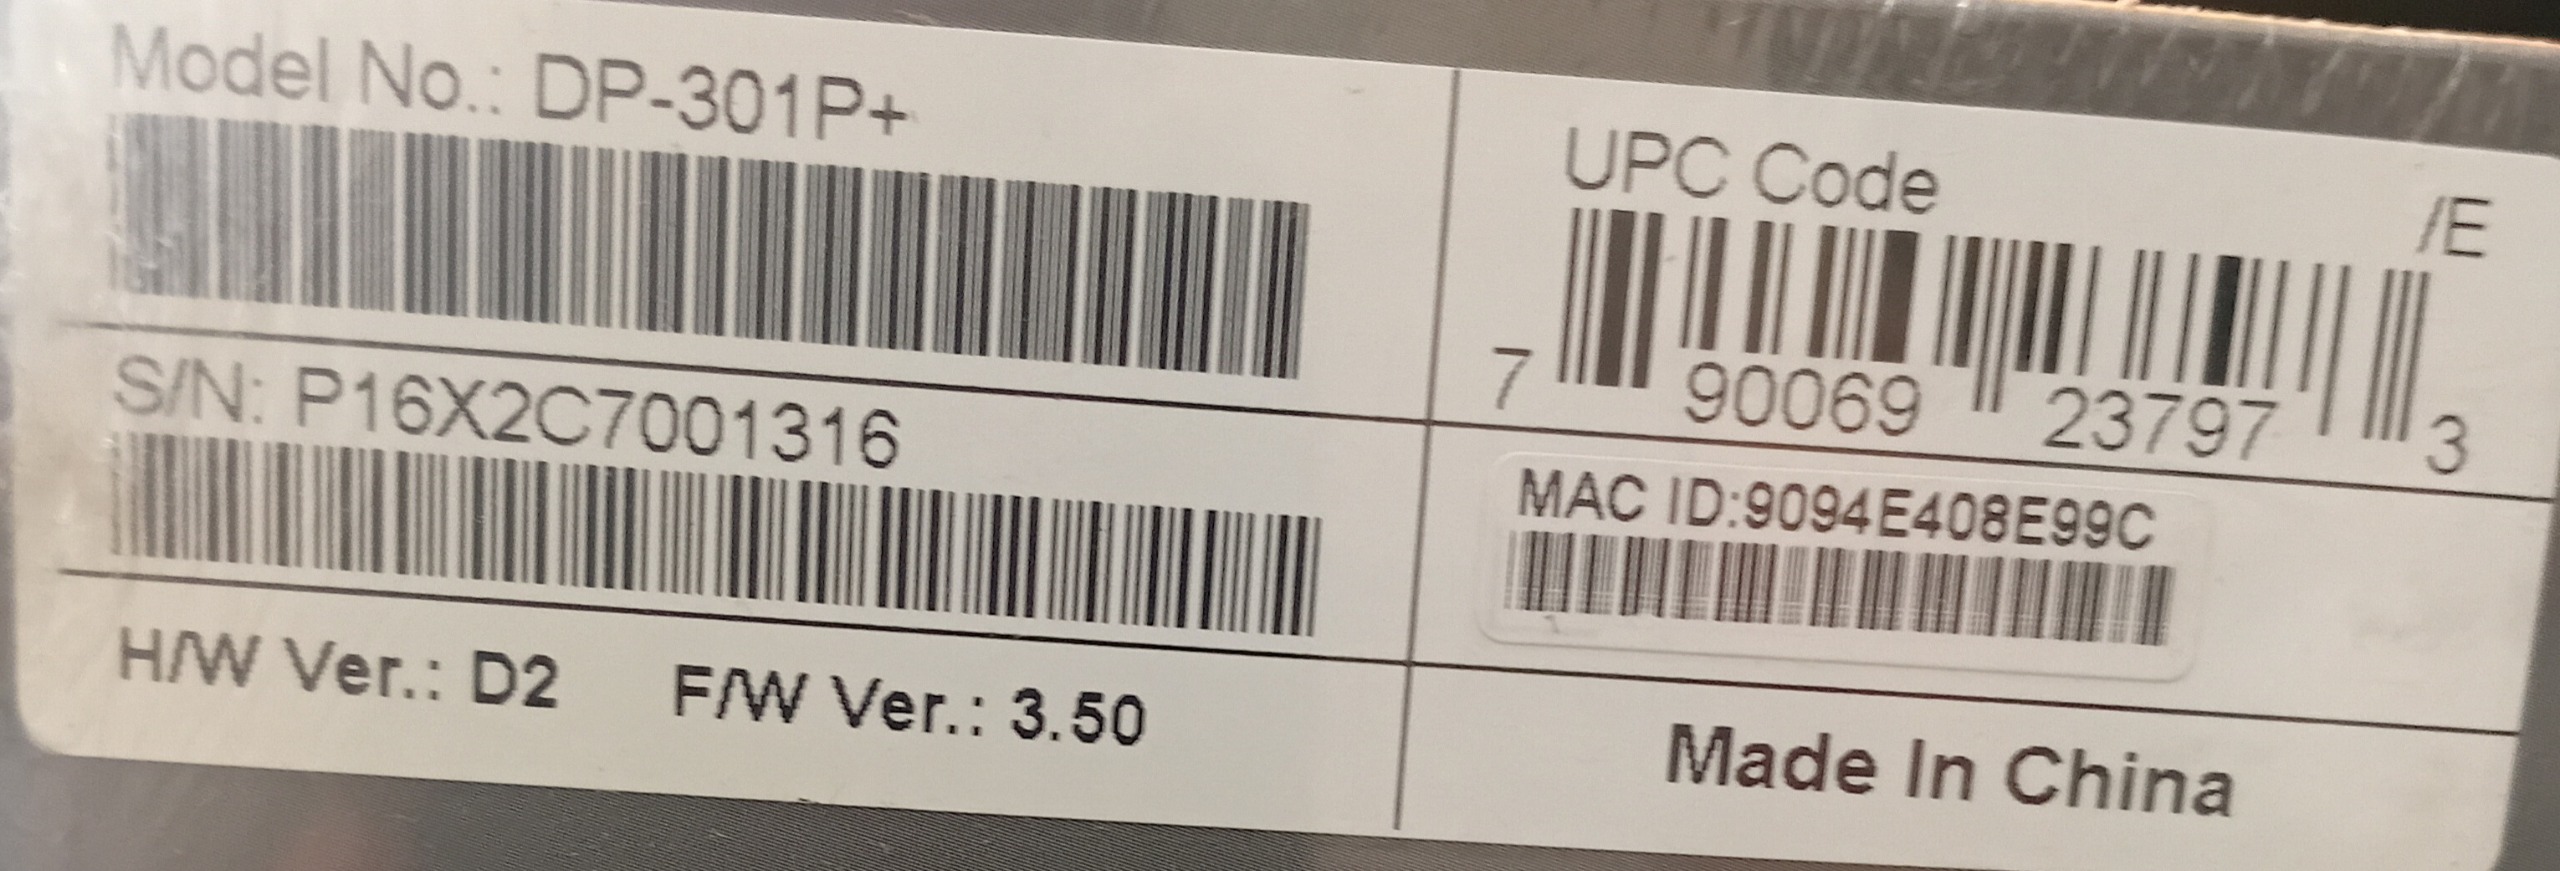 Model No.: DP-301P+
S/N: P16X2C7001316
H/W Ver.: D2 F/W Ver.: 3.50
UPC Code
/E
7 90069 23797 3
MAC ID:9094E408E99C
Made In China